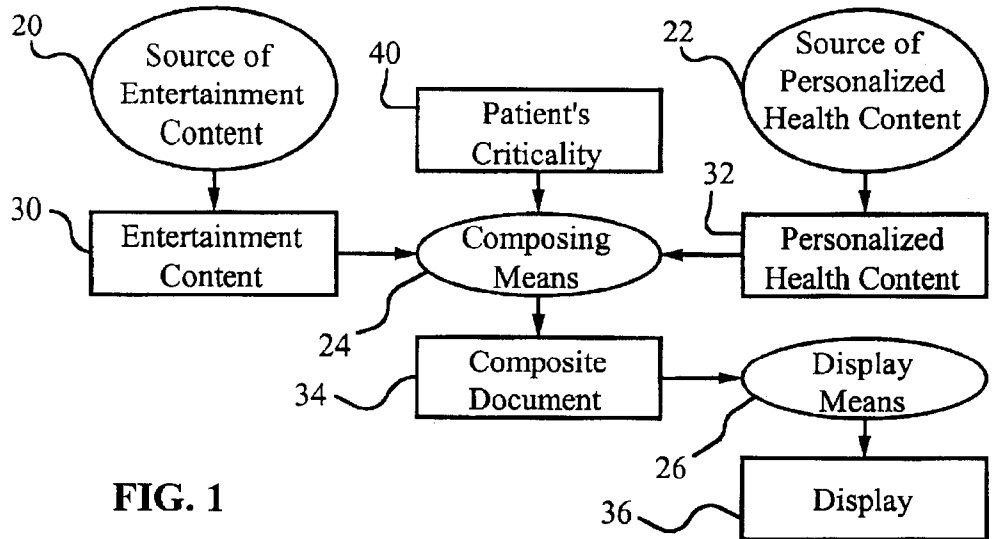 20
Source of
Entertainment
Content
40
Patient's
Criticality
22
Source of
Personalized
Health Content
30
Entertainment
Content
Composing
Means
24
32
Personalized
Health Content
34
Composite
Document
Display
Means
26
36
Display
FIG. 1